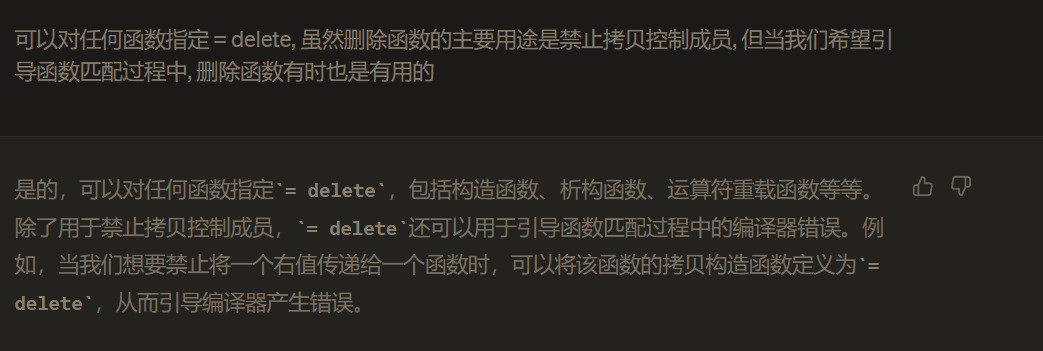 可以对任何函数指定 = delete, 虽然删除函数的主要用途是禁止拷贝控制成员, 但当我们希望引
导函数匹配过程中, 删除函数有时也是有用的
是的，可以对任何函数指定`= delete`，包括构造函数、析构函数、运算符重载函数等等。
除了用于禁止拷贝控制成员，`= delete`还可以用于引导函数匹配过程中的编译器错误。例
如，当我们想要禁止将一个右值传递给一个函数时，可以将该函数的拷贝构造函数定义为`=
delete`，从而引导编译器产生错误。